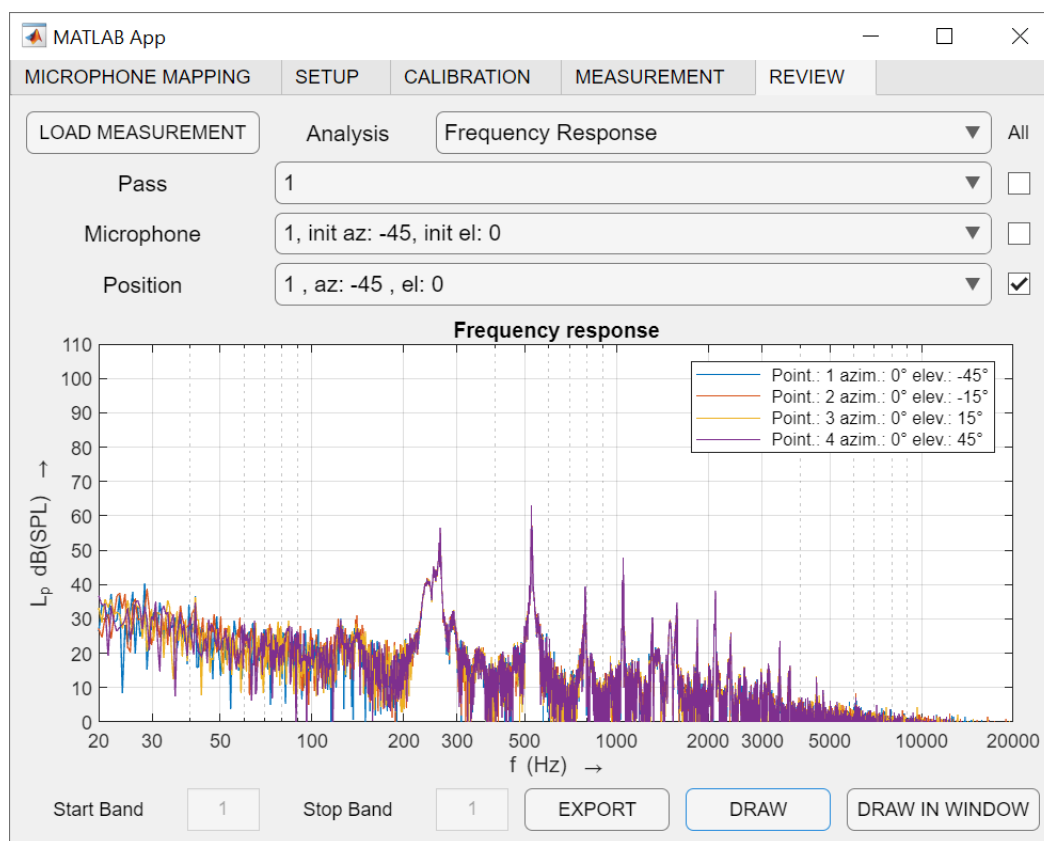 MATLAB App
MICROPHONE MAPPING SETUP CALIBRATION MEASUREMENT REVIEW
LOAD MEASUREMENT Analysis Frequency Response All
Pass 1
Microphone 1, init az: -45, init el: 0
Position 1 , az: -45 , el: 0
Frequency response
110
100
90
80
70
60
50
40
30
20
10
0
L_p dB(SPL) →
Point.: 1 azim.: 0° elev.: -45°
Point.: 2 azim.: 0° elev.: -15°
Point.: 3 azim.: 0° elev.: 15°
Point.: 4 azim.: 0° elev.: 45°
20 30 50 100 200 300 500 1000 2000 3000 5000 10000 20000
f (Hz) →
Start Band 1 Stop Band 1 EXPORT DRAW DRAW IN WINDOW